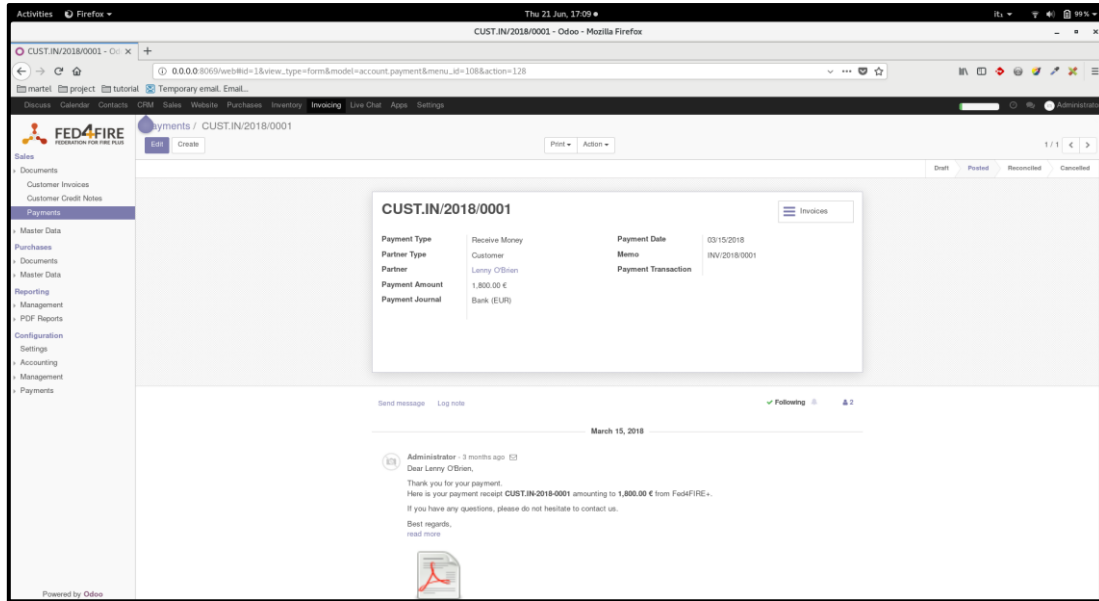 Activities Firefox Thu 21 Jun, 17:09 it₁ 99%
CUST.IN/2018/0001 - Odoo - Mozilla Firefox
CUST.IN/2018/0001 - Od
0.0.0.0:8069/web#id=1&view_type=form&model=account.payment&menu_id=108&action=128
martel project tutorial Temporary email, Email...
Discuss Calendar Contacts CRM Sales Website Purchases Inventory Invoicing Live Chat Apps Settings Administrator
FED4FIRE
FEDERATION FOR FIRE PLUS
ayments / CUST.IN/2018/0001
Edit Create Print Action 1 / 1
Draft Posted Reconciled Cancelled
Sales
Documents
Customer Invoices
Customer Credit Notes
Payments
Master Data
Purchases
Documents
Master Data
Reporting
Management
PDF Reports
Configuration
Settings
Accounting
Management
Payments
Powered by Odoo
CUST.IN/2018/0001
Invoices
Payment Type Receive Money Payment Date 03/15/2018
Partner Type Customer Memo INV/2018/0001
Partner Lenny O'Brien Payment Transaction
Payment Amount 1,800.00 €
Payment Journal Bank (EUR)
Send message Log note Following 2
March 15, 2018
Administrator - 3 months ago
Dear Lenny O'Brien,
Thank you for your payment.
Here is your payment receipt CUST.IN-2018-0001 amounting to 1,800.00 € from Fed4FIRE+.
If you have any questions, please do not hesitate to contact us.
Best regards,
read more